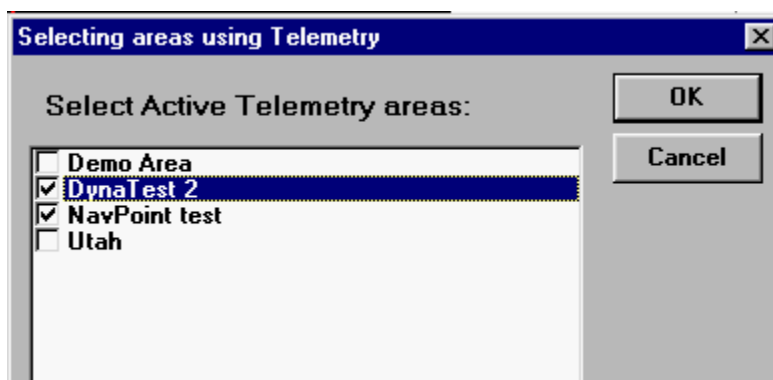 Selecting areas using Telemetry
Select Active Telemetry areas:
OK
Cancel
Demo Area
DynaTest 2
NavPoint test
Utah